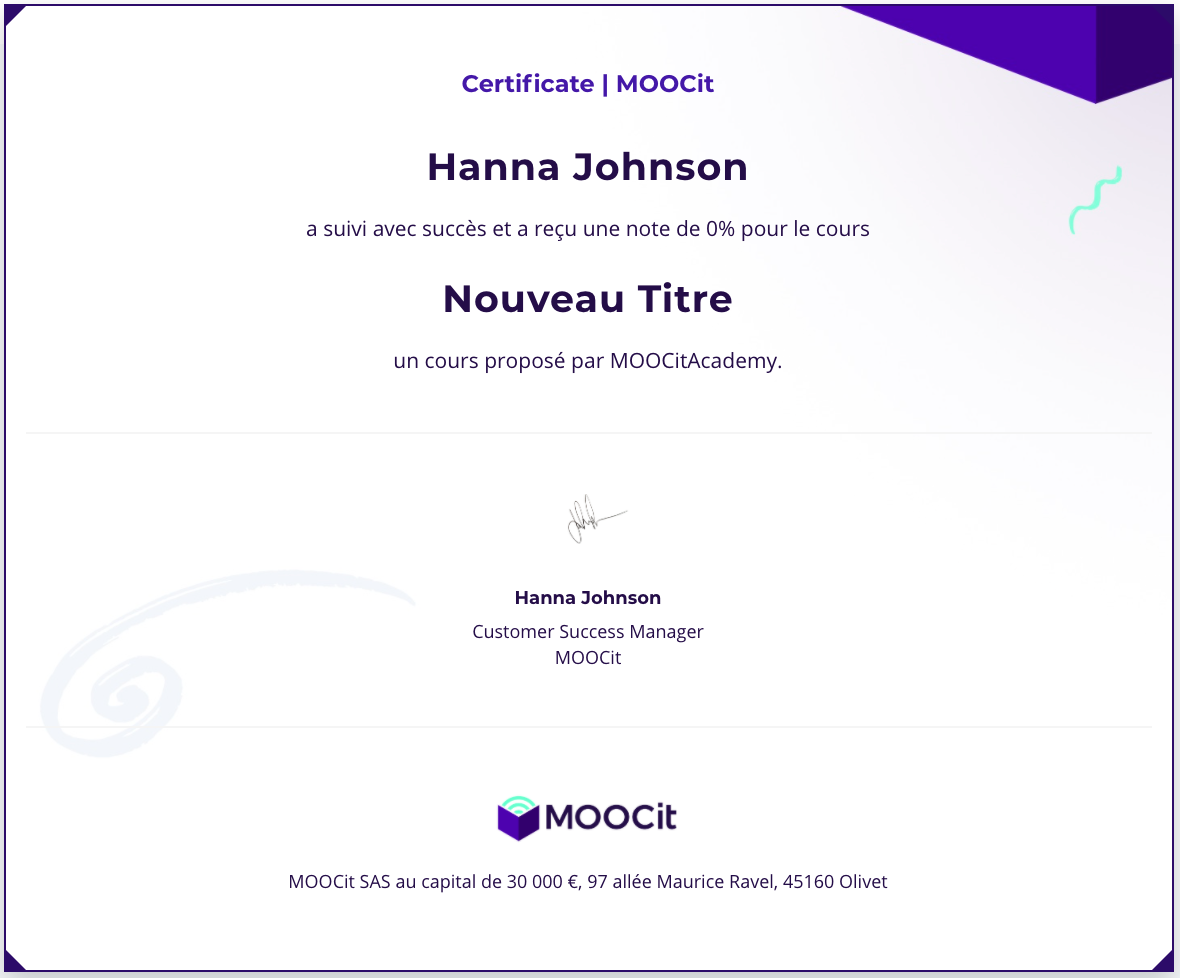 Certificate | MOOCit
Hanna Johnson
a suivi avec succès et a reçu une note de 0% pour le cours
Nouveau Titre
un cours proposé par MOOCitAcademy.
Hanna Johnson
Customer Success Manager
MOOCit
MOOCit
MOOCit SAS au capital de 30 000 €, 97 allée Maurice Ravel, 45160 Olivet